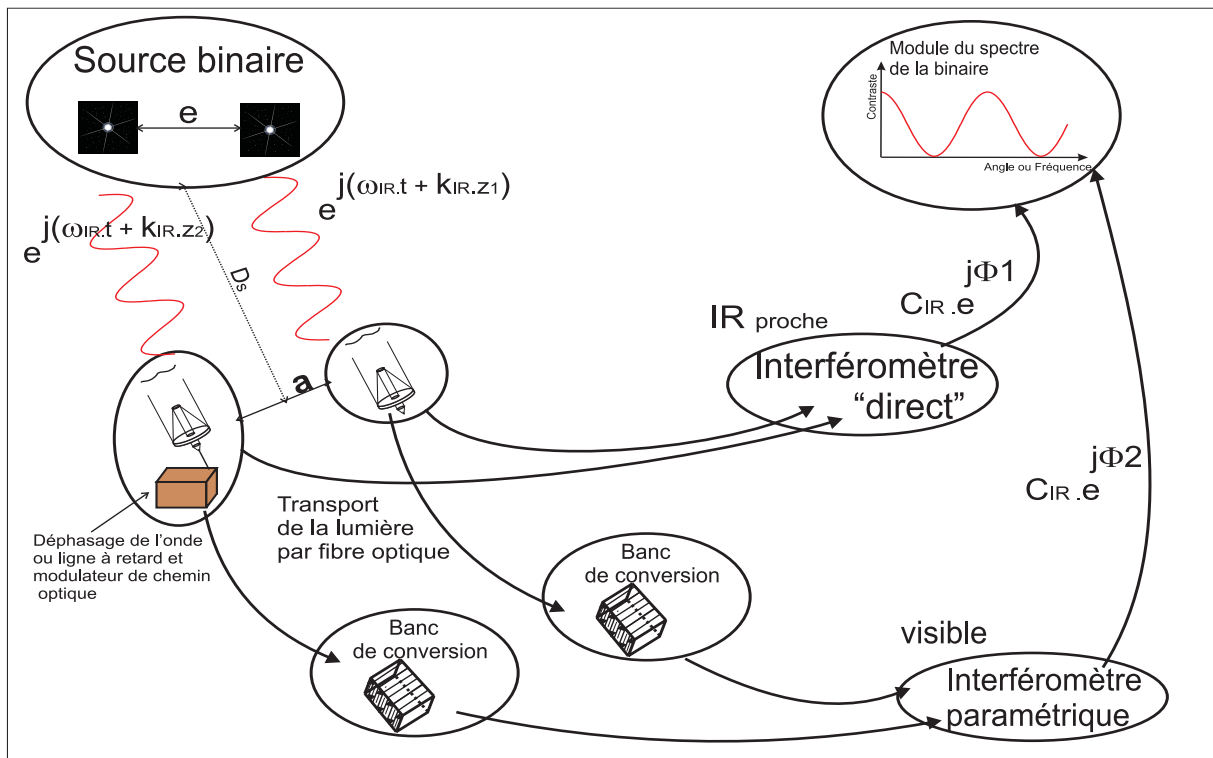 Source binaire
e
e^j(ωIR.t + kIR.z1)
e^j(ωIR.t + kIR.z2)
Ds
a
Déphasage de l'onde
ou ligne à retard et
modulateur de chemin
optique
Transport
de la lumière
par fibre optique
Banc
de conversion
Banc
de conversion
IR proche
Interféromètre
“direct”
CIR .e^jΦ1
CIR .e^jΦ2
visible
Interféromètre
paramétrique
Module du spectre
de la binaire
Contraste
Angle ou Fréquence